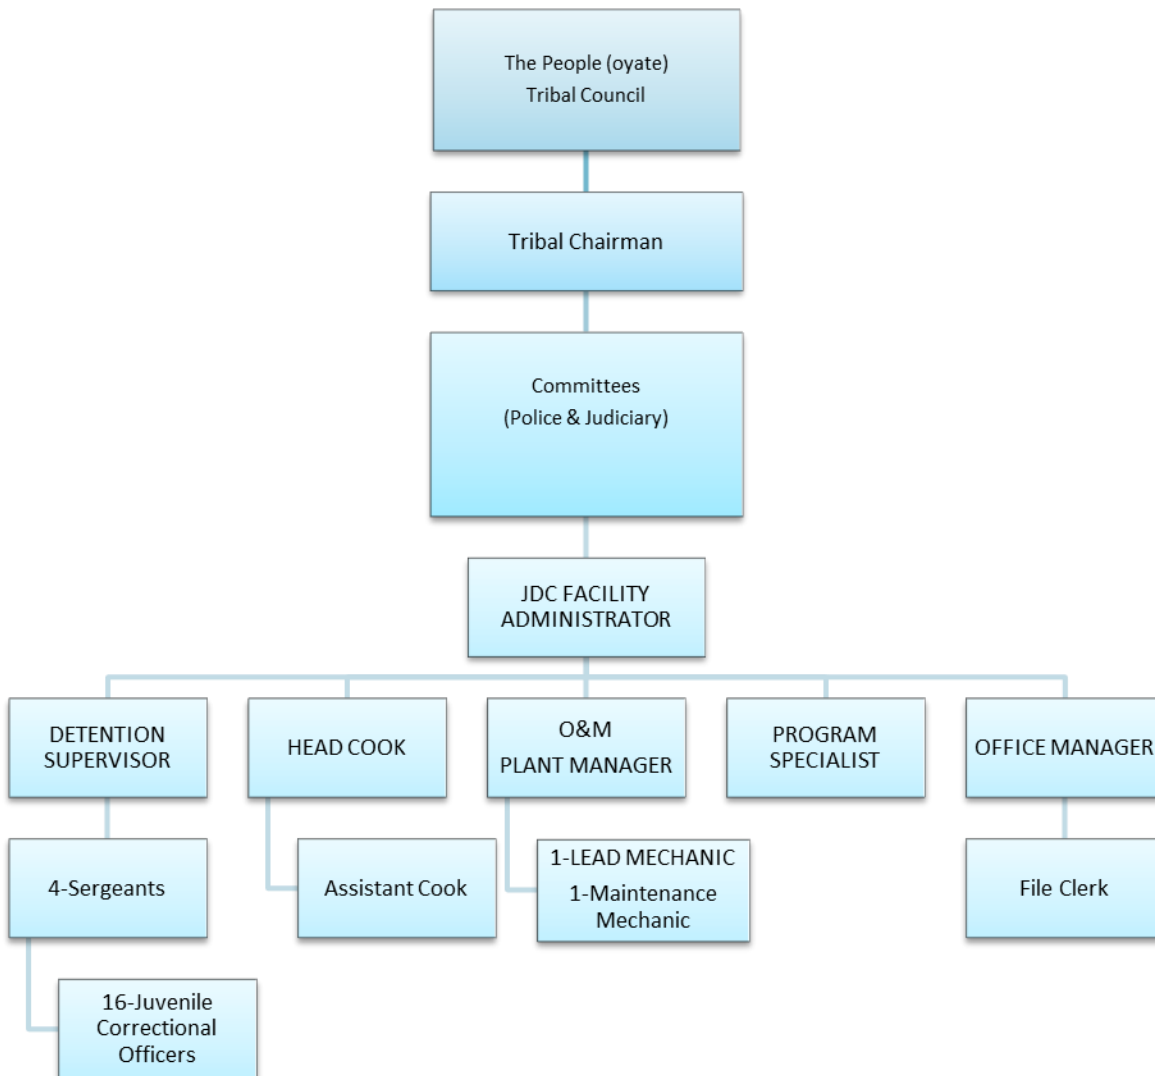 The People (oyate)
Tribal Council
Tribal Chairman
Committees
(Police & Judiciary)
JDC FACILITY
ADMINISTRATOR
DETENTION
SUPERVISOR
HEAD COOK
O&M
PLANT MANAGER
PROGRAM
SPECIALIST
OFFICE MANAGER
4-Sergeants
Assistant Cook
1-LEAD MECHANIC
1-Maintenance
Mechanic
File Clerk
16-Juvenile
Correctional
Officers